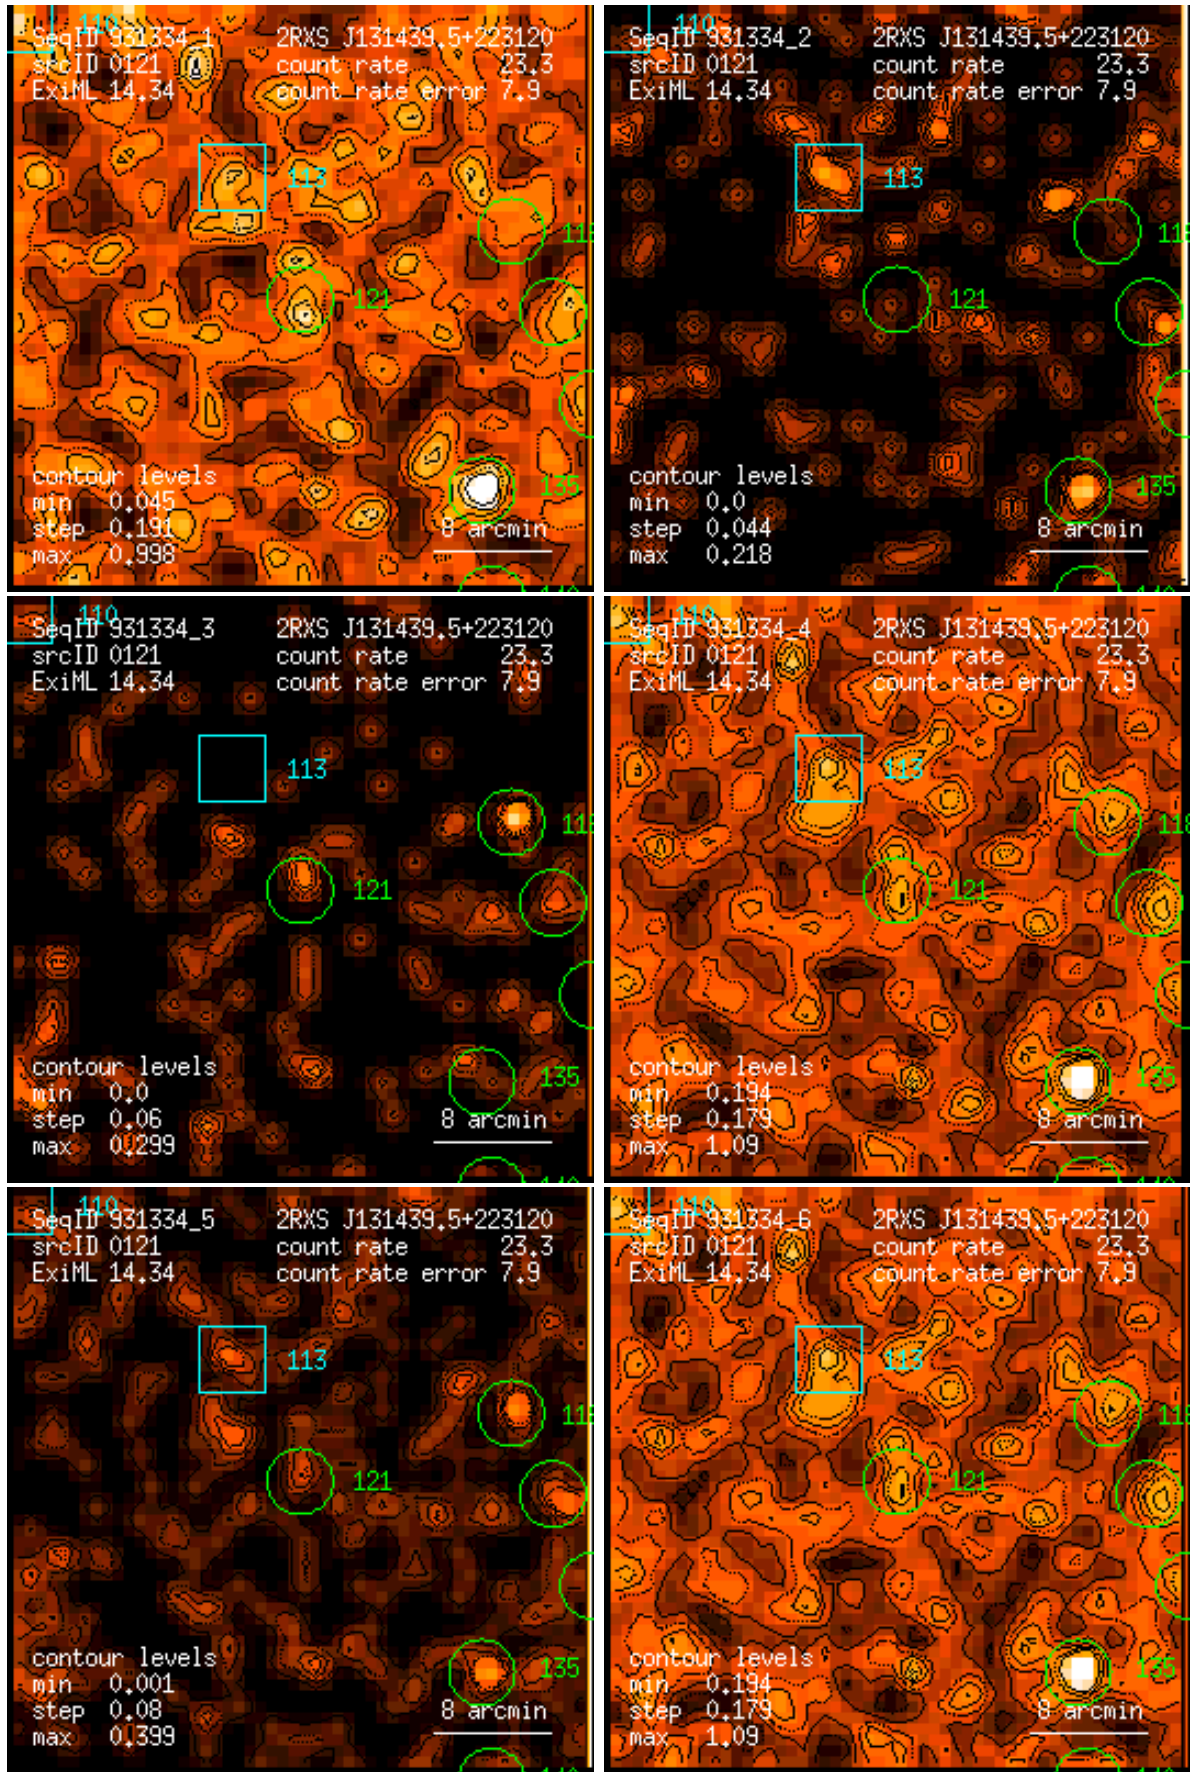 110
SeqID 931334_1 2RXS J131439.5+223120
srcID 0121 count rate 23.3
ExiML 14.34 count rate error 7.9
113
118
121
contour levels
min 0.045
135
step 0.191 8 arcmin
max 0.998
110
SeqID 931334_2 2RXS J131439.5+223120
srcID 0121 count rate 23.3
ExiML 14.34 count rate error 7.9
113
118
121
contour levels
min 0.0
135
step 0.044 8 arcmin
max 0.218
110
SeqID 931334_3 2RXS J131439.5+223120
srcID 0121 count rate 23.3
ExiML 14.34 count rate error 7.9
113
118
121
contour levels
min 0.0
135
step 0.06 8 arcmin
max 0.299
110
SeqID 931334_4 2RXS J131439.5+223120
srcID 0121 count rate 23.3
ExiML 14.34 count rate error 7.9
113
118
121
contour levels
min 0.194
135
step 0.179 8 arcmin
max 1.09
110
SeqID 931334_5 2RXS J131439.5+223120
srcID 0121 count rate 23.3
ExiML 14.34 count rate error 7.9
113
118
121
contour levels
min 0.001
135
step 0.08 8 arcmin
max 0.399
110
SeqID 931334_6 2RXS J131439.5+223120
srcID 0121 count rate 23.3
ExiML 14.34 count rate error 7.9
113
118
121
contour levels
min 0.194
135
step 0.179 8 arcmin
max 1.09